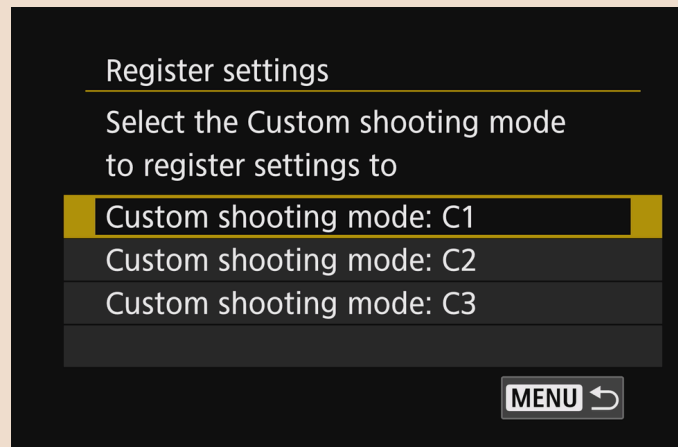 Register settings
Select the Custom shooting mode
to register settings to
Custom shooting mode: C1
Custom shooting mode: C2
Custom shooting mode: C3
MENU